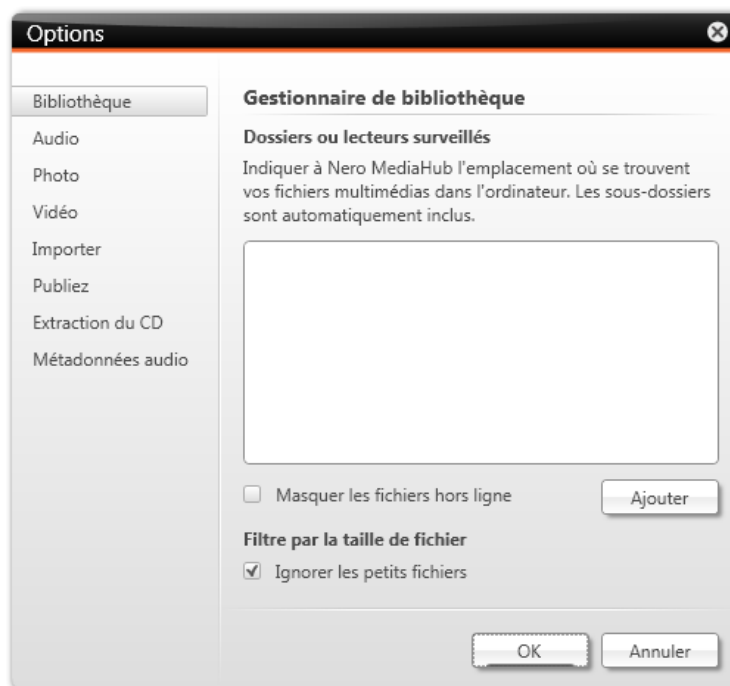 Options
Bibliothèque
Audio
Photo
Vidéo
Importer
Publiez
Extraction du CD
Métadonnées audio
Gestionnaire de bibliothèque
Dossiers ou lecteurs surveillés
Indiquer à Nero MediaHub l'emplacement où se trouvent
vos fichiers multimédias dans l'ordinateur. Les sous-dossiers
sont automatiquement inclus.
Masquer les fichiers hors ligne
Ajouter
Filtre par la taille de fichier
Ignorer les petits fichiers
OK
Annuler